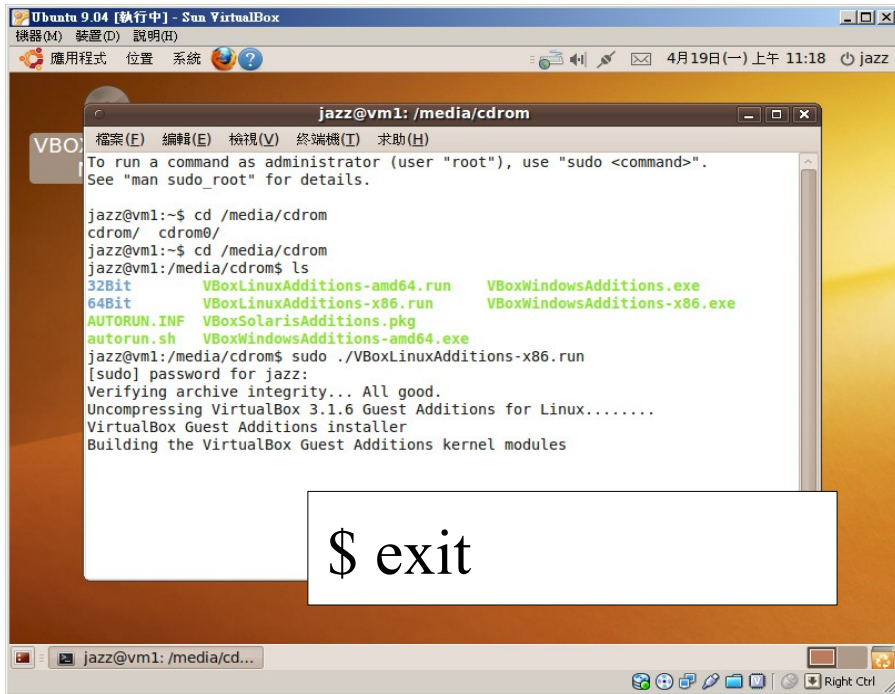 Ubuntu 9.04 [執行中] - Sun VirtualBox
機器(M) 裝置(D) 說明(H)
應用程式 位置 系統 4月19日(一) 上午 11:18 jazz
jazz@vm1: /media/cdrom
檔案(F) 編輯(E) 檢視(V) 終端機(T) 求助(H)
To run a command as administrator (user "root"), use "sudo <command>".
See "man sudo_root" for details.
jazz@vm1:~$ cd /media/cdrom
cdrom/ cdrom0/
jazz@vm1:~$ cd /media/cdrom
jazz@vm1:/media/cdrom$ ls
32Bit VBoxLinuxAdditions-amd64.run VBoxWindowsAdditions.exe
64Bit VBoxLinuxAdditions-x86.run VBoxWindowsAdditions-x86.exe
AUTORUN.INF VBoxSolarisAdditions.pkg
autorun.sh VBoxWindowsAdditions-amd64.exe
jazz@vm1:/media/cdrom$ sudo ./VBoxLinuxAdditions-x86.run
[sudo] password for jazz:
Verifying archive integrity... All good.
Uncompressing VirtualBox 3.1.6 Guest Additions for Linux........
VirtualBox Guest Additions installer
Building the VirtualBox Guest Additions kernel modules
$ exit
jazz@vm1: /media/cd...
Right Ctrl